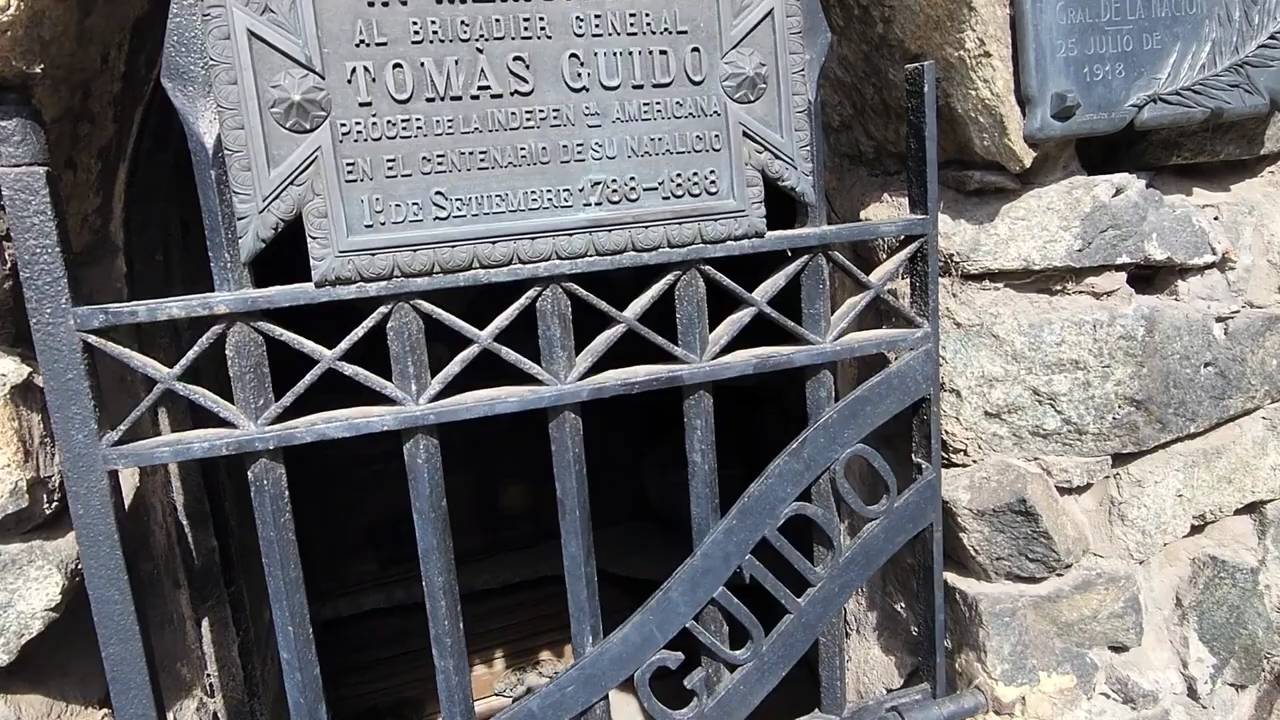 AL BRIGADIER GENERAL
TOMÀS GUIDO
PRÓCER DE LA INDEPEN CIA AMERICANA
EN EL CENTENARIO DE SU NATALICIO
1º DE SETIEMBRE 1788-1888
GRAL. DE LA NACION
25 JULIO DE
1918
GUIDO